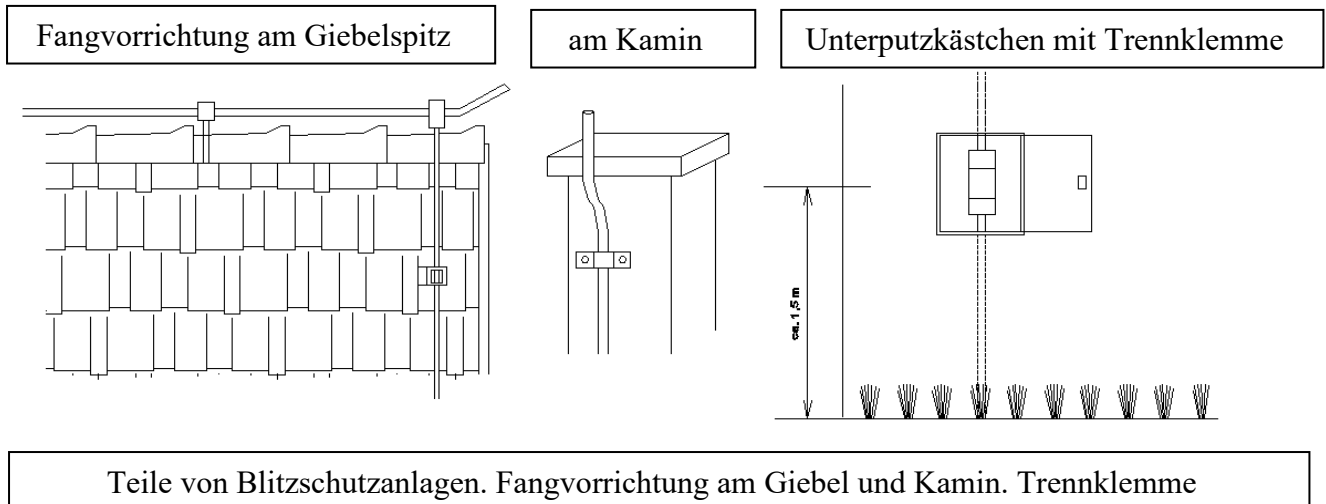 Fangvorrichtung am Giebelspitz
am Kamin
Unterputzkästchen mit Trennklemme
ca. 1,5 m
Teile von Blitzschutzanlagen. Fangvorrichtung am Giebel und Kamin. Trennklemme